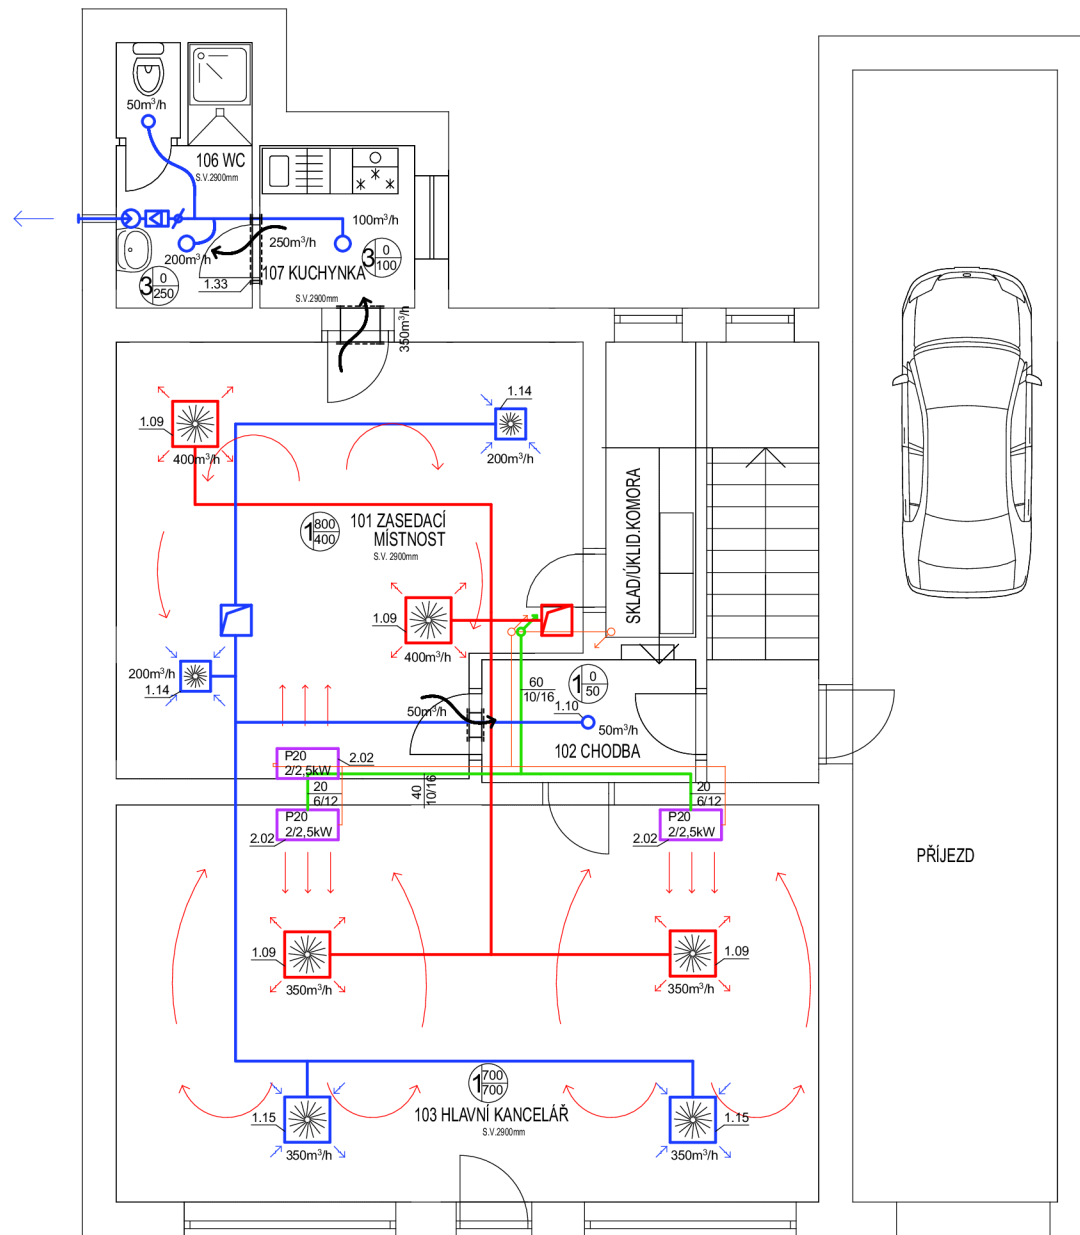 50m³/h
106 WC
S.V.2900mm
100m³/h
250m³/h
200m³/h
3 0
250
1.33
107 KUCHYNKA
3 0
100
S.V.2900mm
350m³/h
1.09
400m³/h
1.14
200m³/h
1 800
400
101 ZASEDACÍ
MÍSTNOST
S.V. 2900mm
SKLAD/ÚKLID.KOMORA
1.09
400m³/h
200m³/h
1.14
60
10/16
1 0
50
1.10
50m³/h
50m³/h
102 CHODBA
P20
2/2,5kW
2.02
20
6/12
40
10/16
20
6/12
P20
2/2,5kW
2.02
P20
2/2,5kW
2.02
PŘÍJEZD
1.09
350m³/h
1.09
350m³/h
1 700
700
103 HLAVNÍ KANCELÁŘ
S.V.2900mm
1.15
350m³/h
1.15
350m³/h